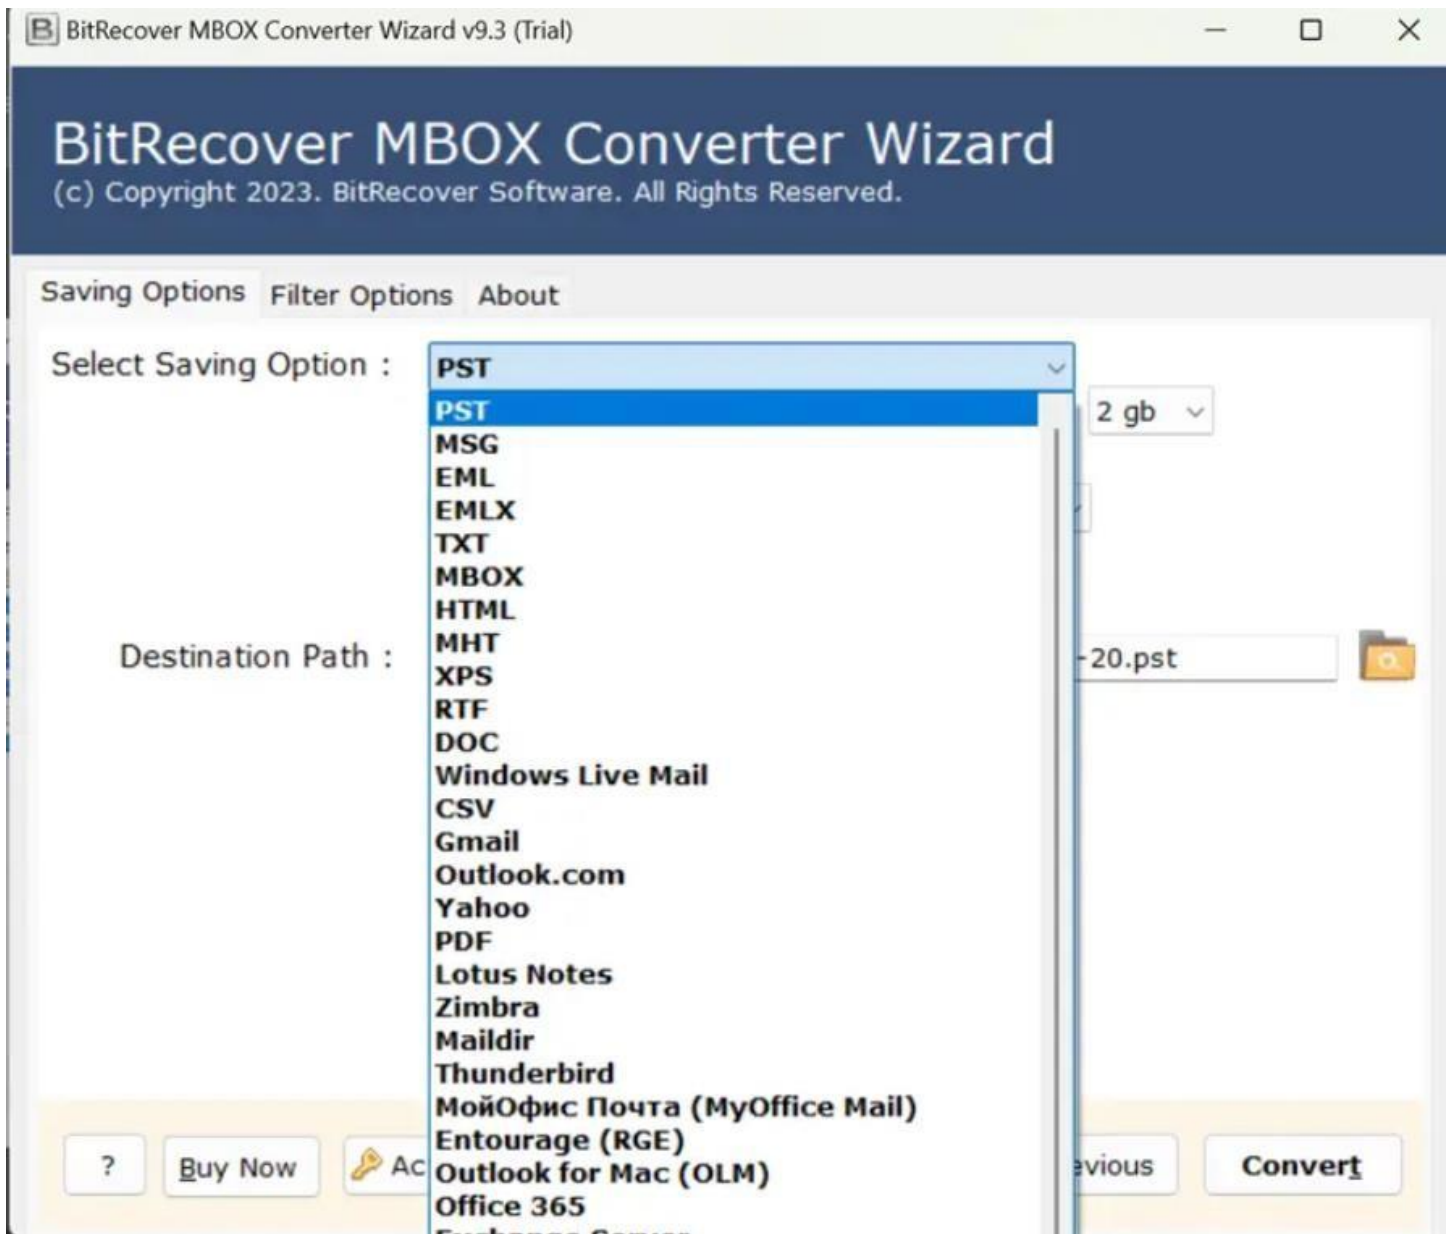 BitRecover MBOX Converter Wizard v9.3 (Trial)
BitRecover MBOX Converter Wizard
(c) Copyright 2023. BitRecover Software. All Rights Reserved.
Saving Options Filter Options About
Select Saving Option : PST
PST
2 gb
MSG
EML
EMLX
TXT
MBOX
HTML
MHT
Destination Path : -20.pst
XPS
RTF
DOC
Windows Live Mail
CSV
Gmail
Outlook.com
Yahoo
PDF
Lotus Notes
Zimbra
Maildir
Thunderbird
МойОфис Почта (MyOffice Mail)
Entourage (RGE)
Outlook for Mac (OLM)
Office 365
? Buy Now Ac evious Convert